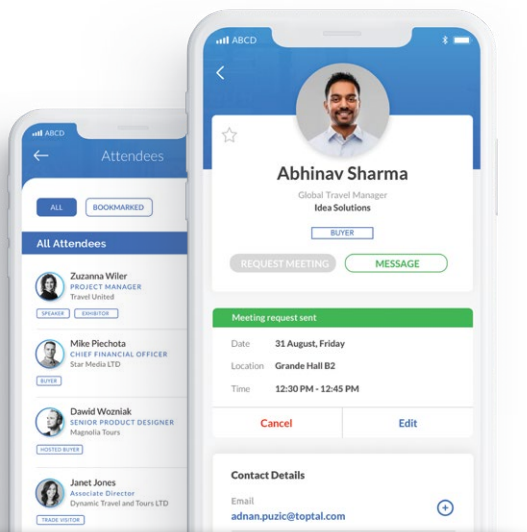 ABCD
Attendees
ALL
BOOKMARKED
All Attendees
Zuzanna Wiler
PROJECT MANAGER
Travel United
SPEAKER
EXHIBITOR
Mike Piechota
CHIEF FINANCIAL OFFICER
Star Media LTD
BUYER
Dawid Wozniak
SENIOR PRODUCT DESIGNER
Magnolia Tours
HOSTED BUYER
Janet Jones
Associate Director
Dynamic Travel and Tours LTD
TRADE VISITOR
ABCD
Abhinav Sharma
Global Travel Manager
Idea Solutions
BUYER
REQUEST MEETING
MESSAGE
Meeting request sent
Date 31 August, Friday
Location Grande Hall B2
Time 12:30 PM - 12:45 PM
Cancel
Edit
Contact Details
Email
adnan.puzic@toptal.com